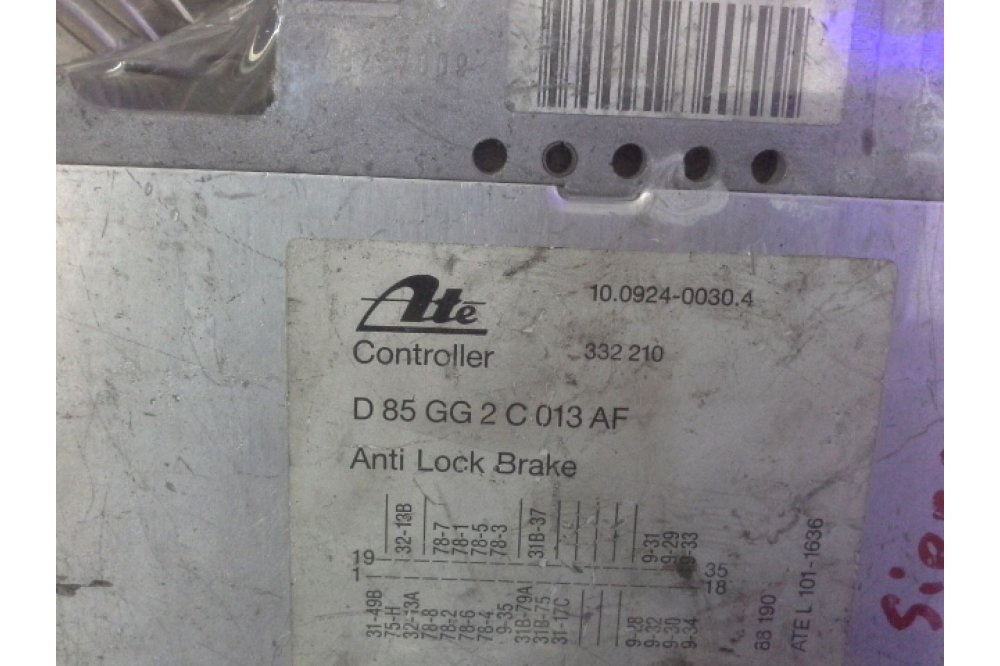 Ate
10.0924-0030.4
Controller
332 210
D 85 GG 2 C 013 AF
Anti Lock Brake
32-13B
78-7
78-1
78-5
78-3
31B-37
9-31
9-29
9-33
19
35
1
18
31-49B
75-H
32-13A
78-8
78-2
78-6
78-4
9-35
31B-79A
31B-75
31-17C
9-28
9-32
9-30
9-34
68 190
ATE L 101-1636